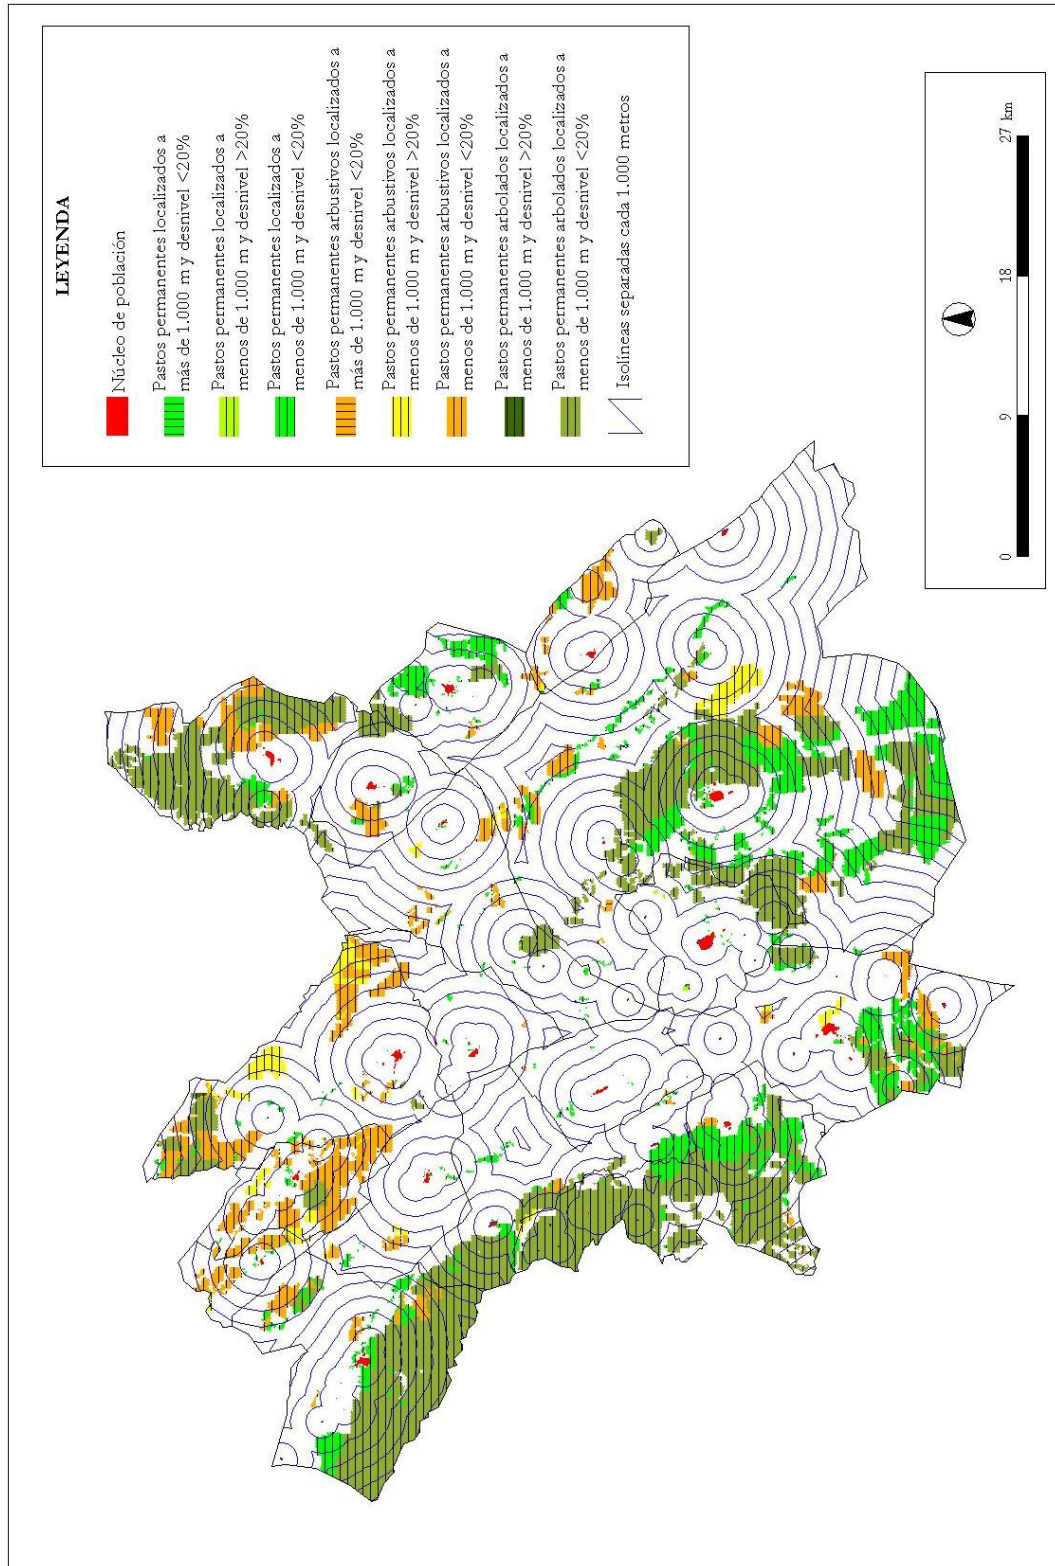 LEYENDA
Núcleo de población
Pastos permanentes localizados a
más de 1.000 m y desnivel <20%
Pastos permanentes localizados a
menos de 1.000 m y desnivel >20%
Pastos permanentes localizados a
menos de 1.000 m y desnivel <20%
Pastos permanentes arbustivos localizados a
más de 1.000 m y desnivel <20%
Pastos permanentes arbustivos localizados a
menos de 1.000 m y desnivel >20%
Pastos permanentes arbustivos localizados a
menos de 1.000 m y desnivel <20%
Pastos permanentes arbolados localizados a
menos de 1.000 m y desnivel >20%
Pastos permanentes arbolados localizados a
menos de 1.000 m y desnivel <20%
Isolíneas separadas cada 1.000 metros
0 9 18 27 km